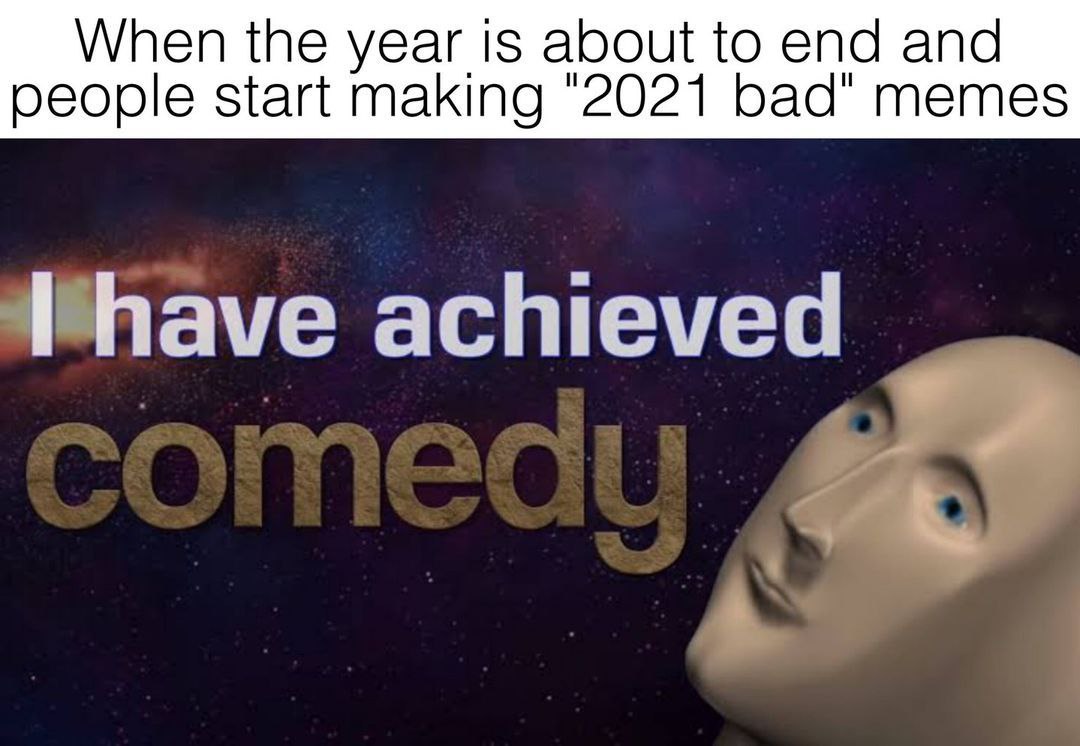 When the year is about to end and
people start making "2021 bad" memes
I have achieved
comedy